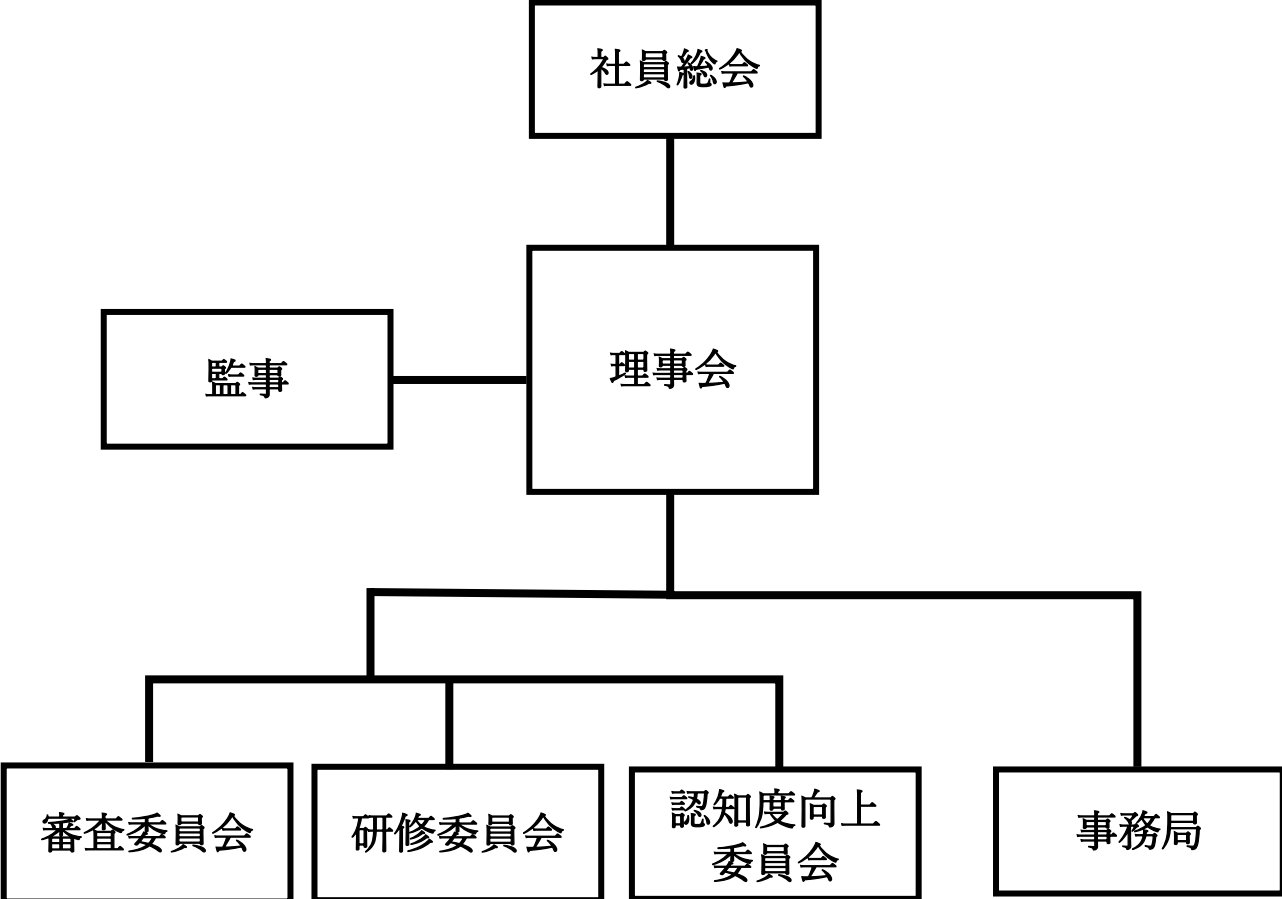 社員総会
監事
理事会
審査委員会
研修委員会
認知度向上
委員会
事務局